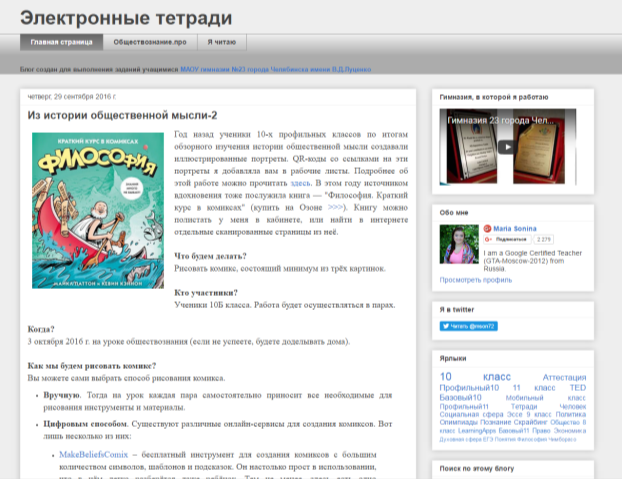 Электронные тетради
Главная страница
Обществознание.про
Я читаю
Блог создан для выполнения заданий учащимися МАОУ гимназия №23 города Челябинска имени В.Д.Луценко
четверг, 29 сентября 2016 г.
Из истории общественной мысли-2
КРАТКИЙ КУРС В КОМИКСАХ
ФИЛОСОФИЯ
МАЙКЛ ПАТТОН И КЕВИН КЭННОН
Год назад ученики 10-х профильных классов по итогам
обзорного изучения истории общественной мысли создавали
иллюстрированные портреты. QR-коды со ссылками на эти
портреты я добавляла вам в рабочие листы. Подробнее об
этой работе можно прочитать здесь. В этом году источником
вдохновения тоже послужила книга — "Философия. Краткий
курс в комиксах" (купить на Озоне >>>). Книгу можно
полистать у меня в кабинете, или найти в интернете
отдельные сканированные страницы из неё.
Что будем делать?
Рисовать комикс, состоящий минимум из трёх картинок.
Кто участники?
Ученики 10Б класса. Работа будет осуществляться в парах.
Когда?
3 октября 2016 г. на уроке обществознания (если не успеете, будете доделывать дома).
Как мы будем рисовать комикс?
Вы можете сами выбрать способ рисования комикса.
Вручную. Тогда на урок каждая пара самостоятельно приносит все необходимые для
рисования инструменты и материалы.
Цифровым способом. Существуют различные онлайн-сервисы для создания комиксов. Вот
лишь несколько из них:
MakeBeliefsComix – бесплатный инструмент для создания комиксов с большим
количеством символов, шаблонов и подсказок. Он настолько прост в использовании,
Гимназия, в которой я работаю
Гимназия 23 города Чел...
Обо мне
Maria Sonina
Подписаться 2 279
I am a Google Certified Teacher
(GTA-Moscow-2012) from
Russia.
Просмотреть профиль
Я в twitter
Читать @mson72
Ярлыки
10 класс Аттестация
Профильный10 11 класс TED
Базовый10 Мобильный класс
Профильный11 Тетради Человек
Социальная сфера Эссе 9 класс Политика
Олимпиады Познание Скрайбинг Общество 8
класс LearningApps Базовый11 Право Экономика
Духовная сфера ЕГЭ Понятия Философия Чембаркэс
Поиск по этому блогу